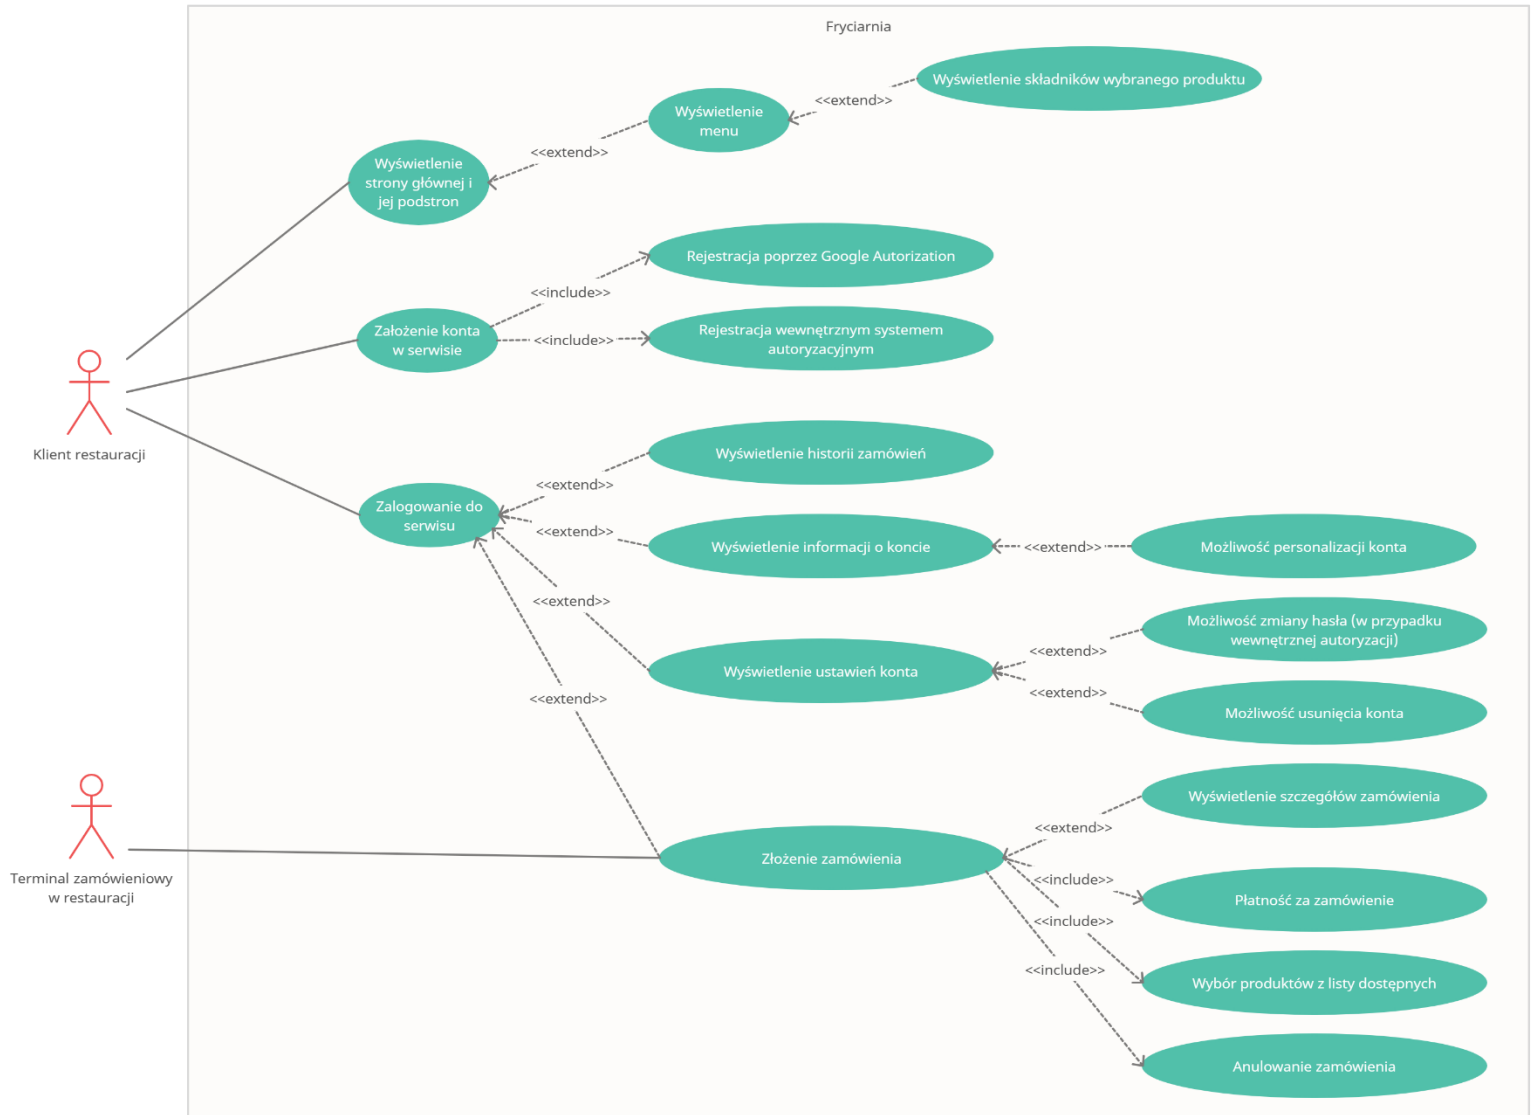 Fryciarnia
Wyświetlenie składników wybranego produktu
<<extend>>
Wyświetlenie
menu
<<extend>>
Wyświetlenie
strony głównej i
jej podstron
Rejestracja poprzez Google Autorization
<<include>>
Założenie konta
w serwisie
<<include>>
Rejestracja wewnętrznym systemem
autoryzacyjnym
Klient restauracji
Wyświetlenie historii zamówień
<<extend>>
Zalogowanie do
serwisu
<<extend>>
Wyświetlenie informacji o koncie
<<extend>>
Możliwość personalizacji konta
<<extend>>
Możliwość zmiany hasła (w przypadku
wewnętrznej autoryzacji)
<<extend>>
Wyświetlenie ustawień konta
<<extend>>
<<extend>>
Możliwość usunięcia konta
Wyświetlenie szczegółów zamówienia
<<extend>>
Złożenie zamówienia
Terminal zamówieniowy
w restauracji
<<include>>
Płatność za zamówienie
<<include>>
<<include>>
Wybór produktów z listy dostępnych
Anulowanie zamówienia